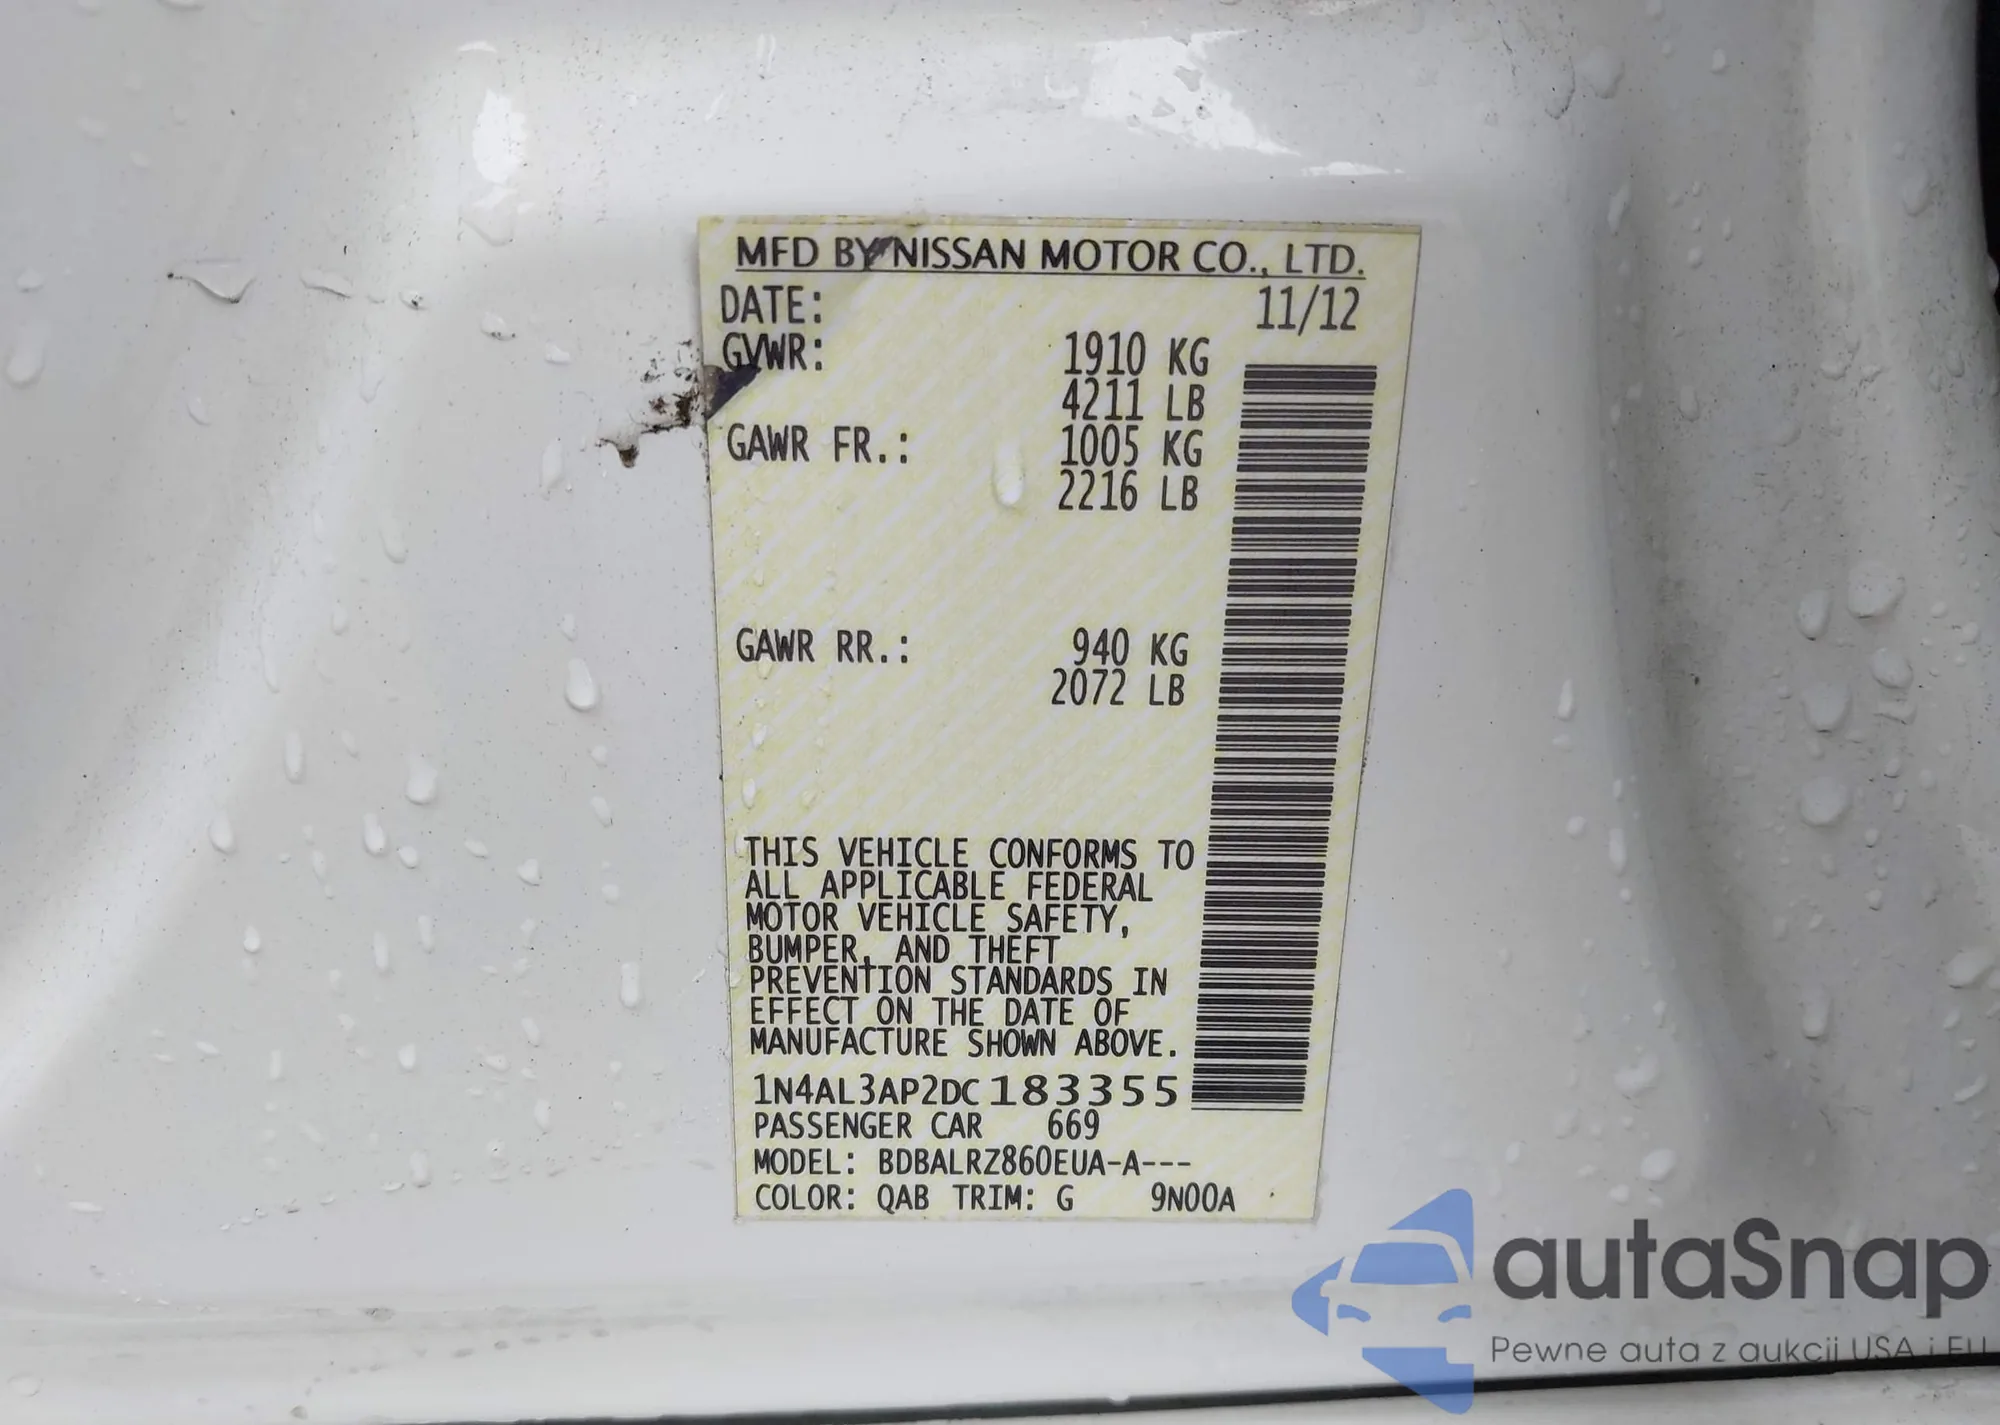 MFD BY NISSAN MOTOR CO., LTD.
DATE: 11/12
GVWR: 1910 KG
4211 LB
GAWR FR.: 1005 KG
2216 LB
GAWR RR.: 940 KG
2072 LB
THIS VEHICLE CONFORMS TO
ALL APPLICABLE FEDERAL
MOTOR VEHICLE SAFETY,
BUMPER, AND THEFT
PREVENTION STANDARDS IN
EFFECT ON THE DATE OF
MANUFACTURE SHOWN ABOVE.
1N4AL3AP2DC183355
PASSENGER CAR 669
MODEL: BDBALRZ860EUA-A---
COLOR: QAB TRIM: G 9N00A
autaSnap
Pewne auta z aukcji USA i EU